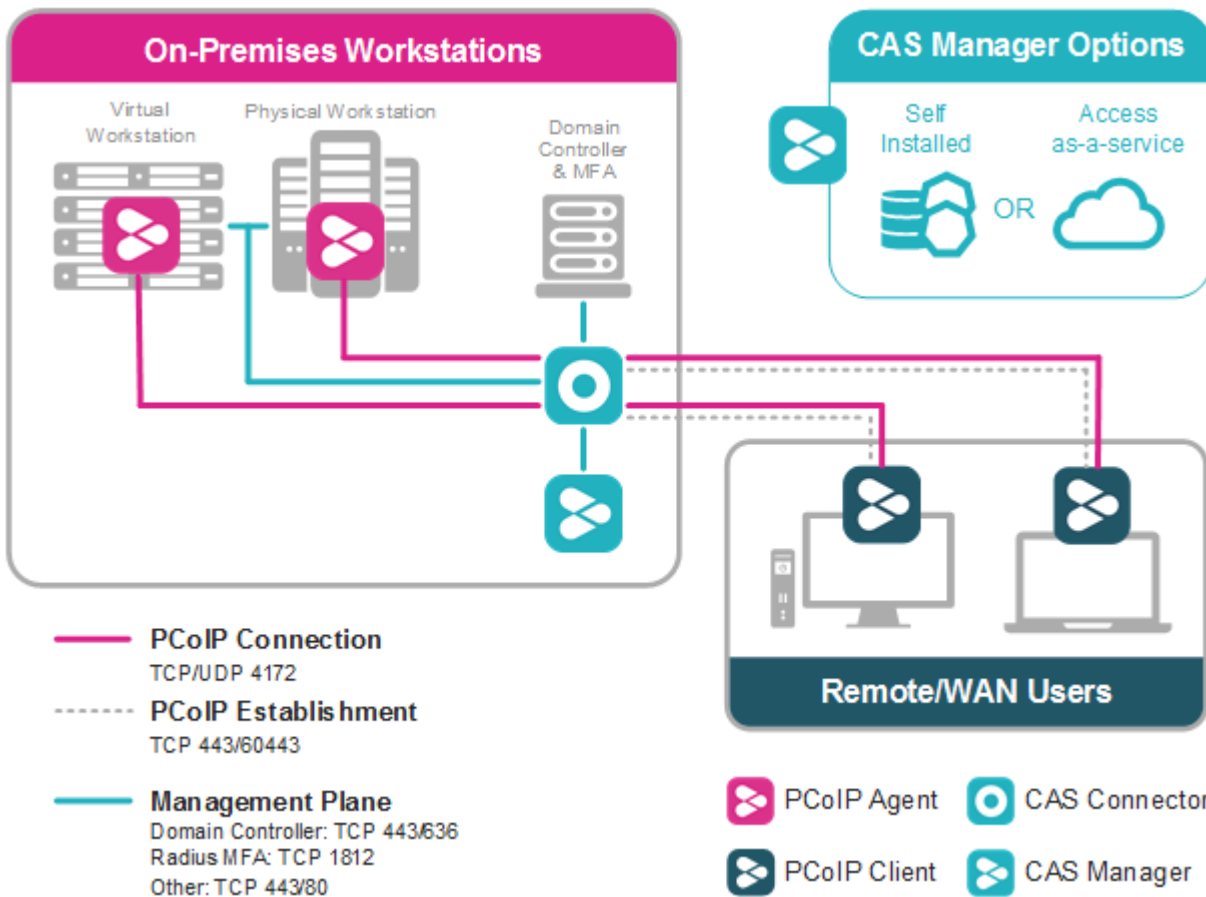 On-Premises Workstations
Virtual
Workstation
Physical Workstation
Domain
Controller
& MFA
CAS Manager Options
Self
Installed
OR
Access
as-a-service
PCoIP Connection
TCP/UDP 4172
PCoIP Establishment
TCP 443/60443
Management Plane
Domain Controller: TCP 443/636
Radius MFA: TCP 1812
Other: TCP 443/80
Remote/WAN Users
PCoIP Agent
CAS Connector
PCoIP Client
CAS Manager